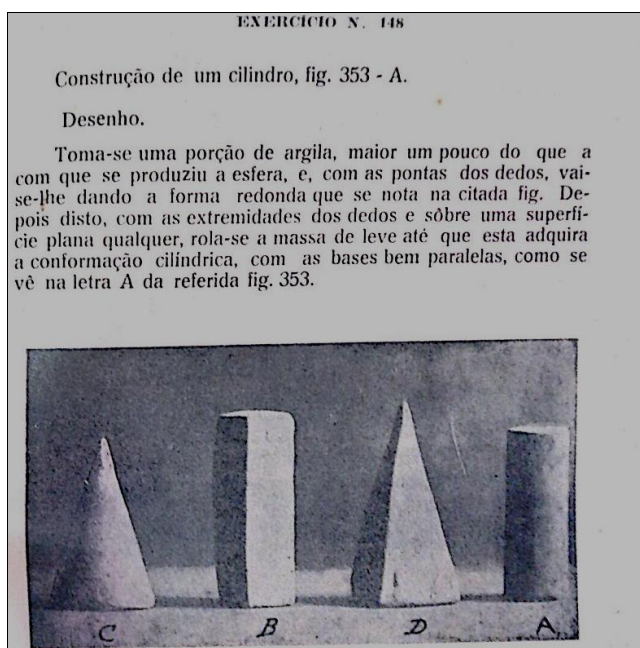 EXERCÍCIO N. 148
Construção de um cilindro, fig. 353 - A.
Desenho.
Toma-se uma porção de argila, maior um pouco do que a
com que se produziu a esfera, e, com as pontas dos dedos, vai-
se-lhe dando a forma redonda que se nota na citada fig. De-
pois disto, com as extremidades dos dedos e sôbre uma superfí-
cie plana qualquer, rola-se a massa de leve até que esta adquira
a conformação cilíndrica, com as bases bem paralelas, como se
vê na letra A da referida fig. 353.
C B D A